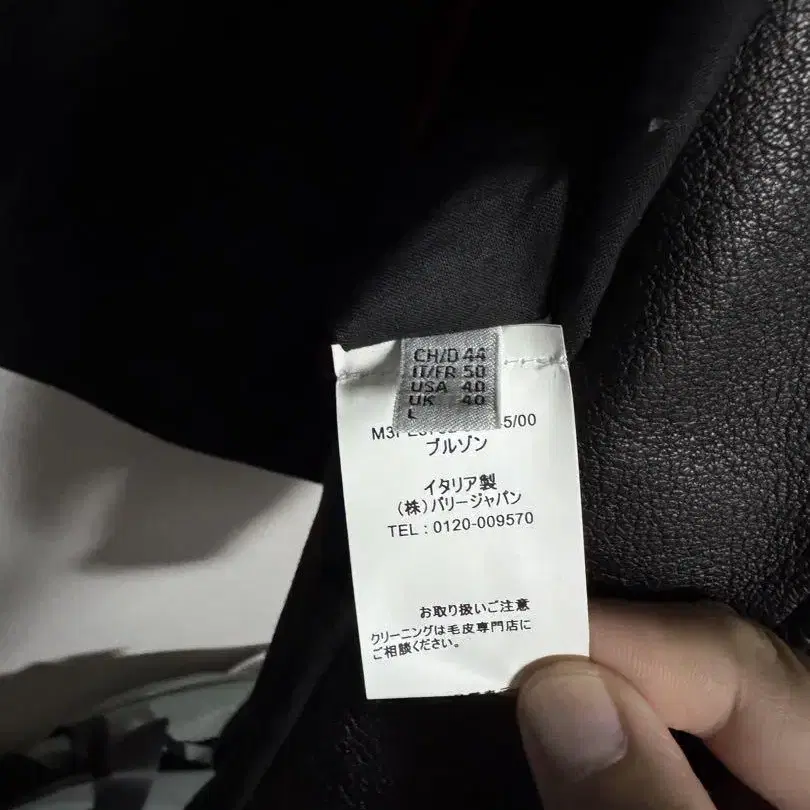 CH/D 44
IT/FR 50
USA 40
UK 40
L
5/00
ブルゾン
イタリア製
(株)バリージャパン
TEL : 0120-009570
お取り扱いご注意
クリーニングは毛皮専門店に
ご相談ください。